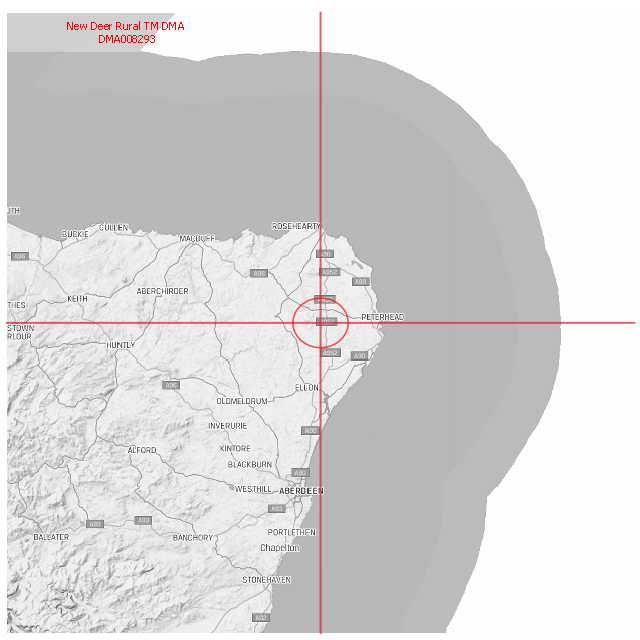 New Deer Rural TM DMA
DMA008293
UTH
ROSEHEARTY
CULLEN
BUCKIE
MACDUFF
A90
A96
A952
A98
A90
ABERCHIRDER
KEITH
THES
PETERHEAD
STOWN
RLOUR
HUNTLY
A952
A90
A96
ELLON
OLDMELDRUM
INVERURIE
A90
KINTORE
ALFORD
BLACKBURN
A90
WESTHILL
ABERDEEN
A93
A93
A93
PORTLETHEN
BALLATER
BANCHORY
Chapelton
STONEHAVEN
A92